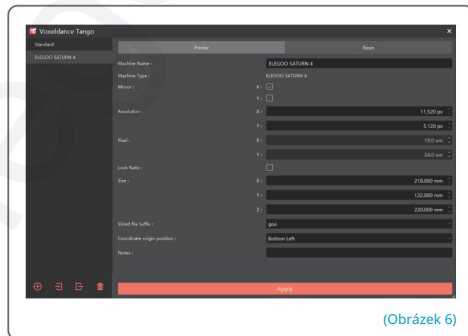 Voxeldance Tango
Standard
ELEGOO SATURN 4
Printer
Resin
Machine Name :
ELEGOO SATURN 4
Machine Type :
ELEGOO SATURN 4
Mirror :
X :
Y :
Resolution :
X :
11,520 px
Y :
5,120 px
Pixel :
X :
19.0 um
Y :
24.0 um
Lock Ratio :
Size :
X :
218.880 mm
Y :
122.880 mm
Z :
220.000 mm
Sliced file Suffix :
goo
Coordinate origin position :
Bottom Left
Notes :
Apply
(Obrázek 6)